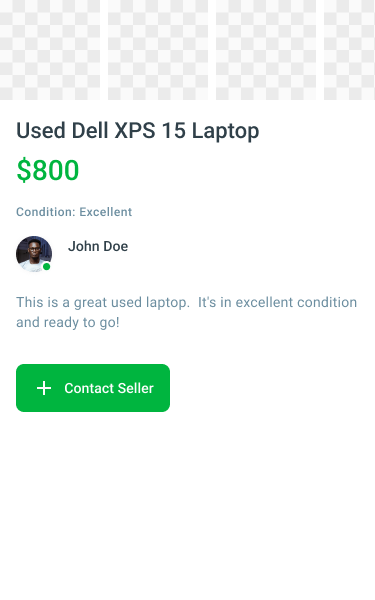 Used Dell XPS 15 Laptop
$800
Condition: Excellent
John Doe
This is a great used laptop.  It's in excellent condition
and ready to go!
Contact Seller